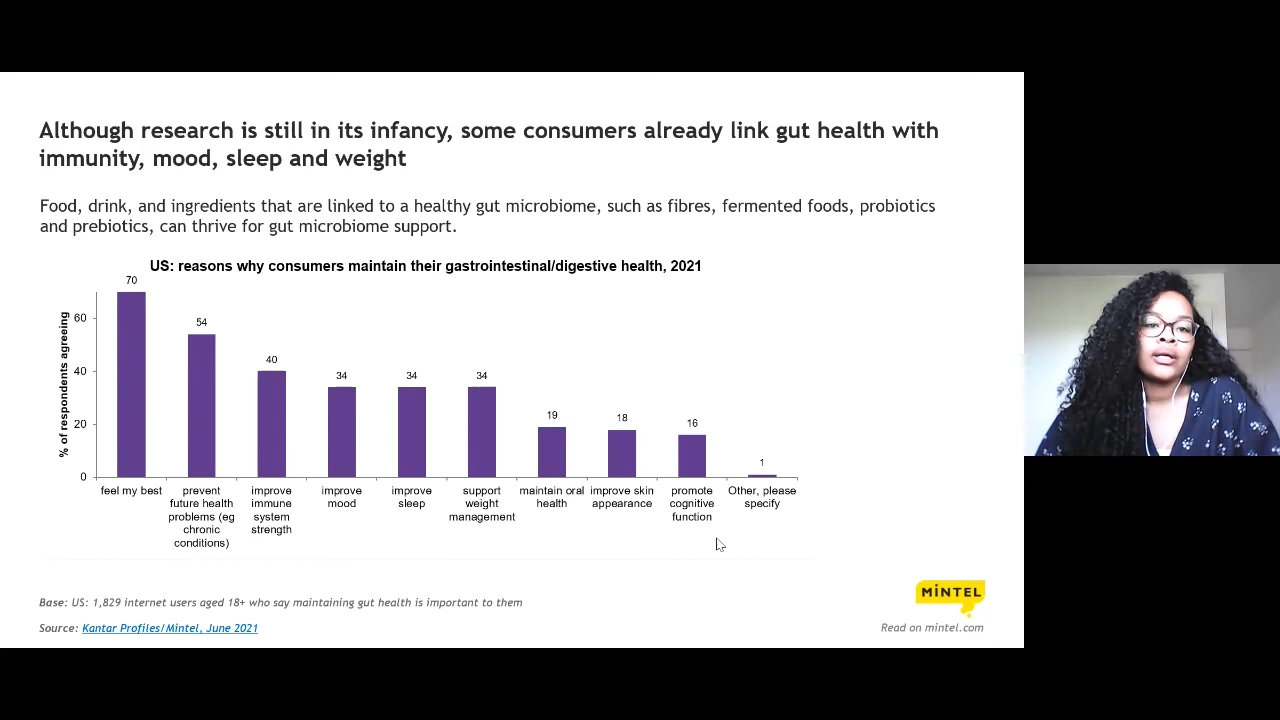 Although research is still in its infancy, some consumers already link gut health with
immunity, mood, sleep and weight
Food, drink, and ingredients that are linked to a healthy gut microbiome, such as fibres, fermented foods, probiotics
and prebiotics, can thrive for gut microbiome support.
US: reasons why consumers maintain their gastrointestinal/digestive health, 2021
% of respondents agreeing
60
40
20
0
70
54
40
34
34
34
19
18
16
1
feel my best
prevent
future health
problems (eg
chronic
conditions)
improve
immune
system
strength
improve
mood
improve
sleep
support
weight
management
maintain oral
health
improve skin
appearance
promote
cognitive
function
Other, please
specify
Base: US: 1,829 internet users aged 18+ who say maintaining gut health is important to them
Source: Kantar Profiles/Mintel, June 2021
MINTEL
Read on mintel.com